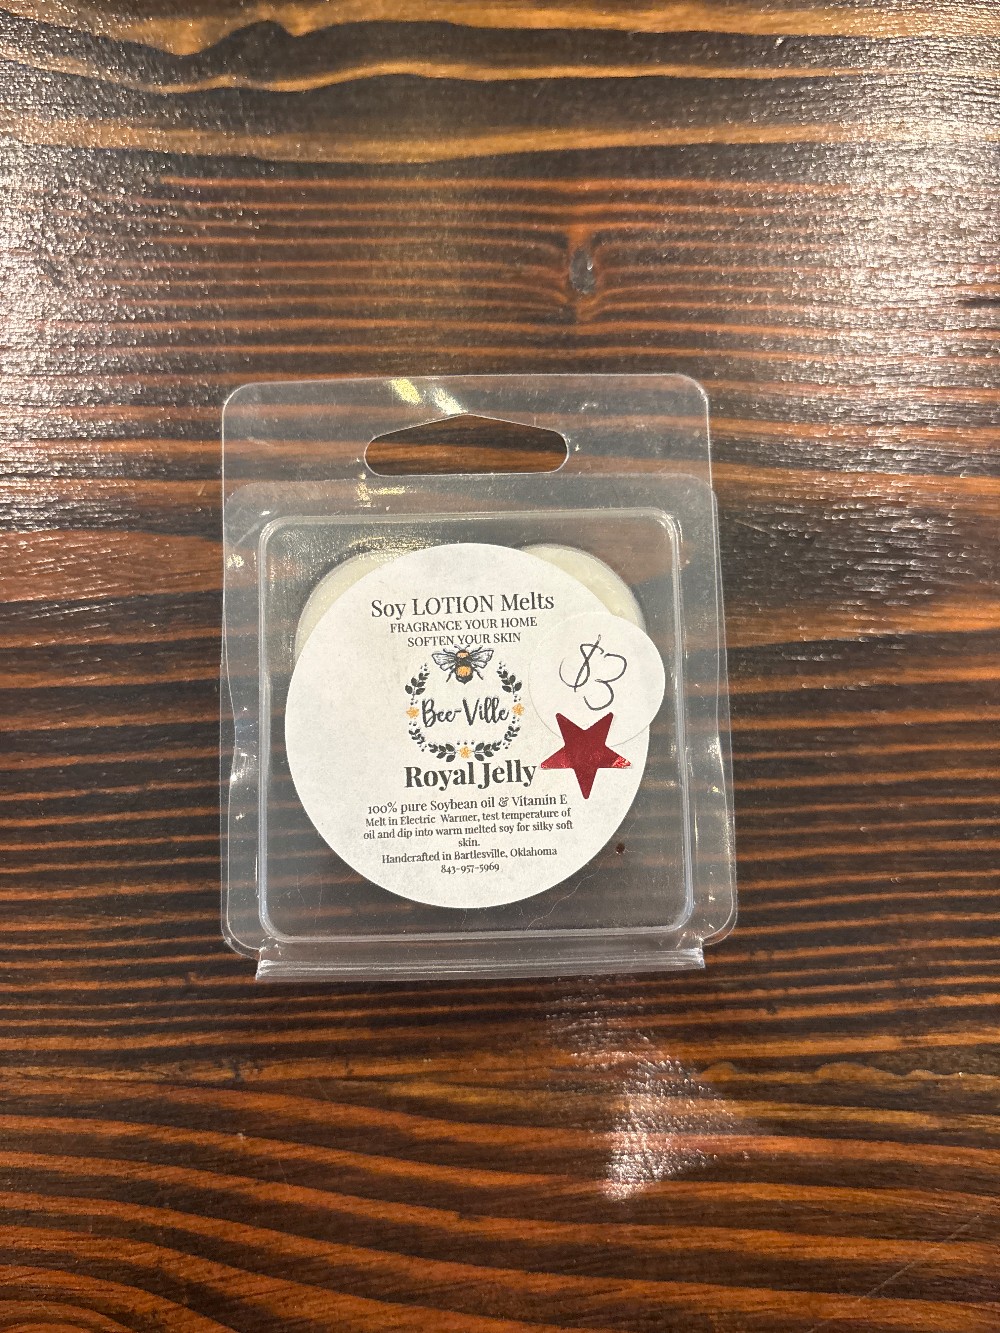 Soy LOTION Melts
FRAGRANCE YOUR HOME
SOFTEN YOUR SKIN
$3
Bee-Ville
Royal Jelly
100% pure Soybean oil & Vitamin E
Melt in Electric Warmer, test temperature of
oil and dip into warm melted soy for silky soft
skin.
Handcrafted in Bartlesville, Oklahoma
843-957-5969